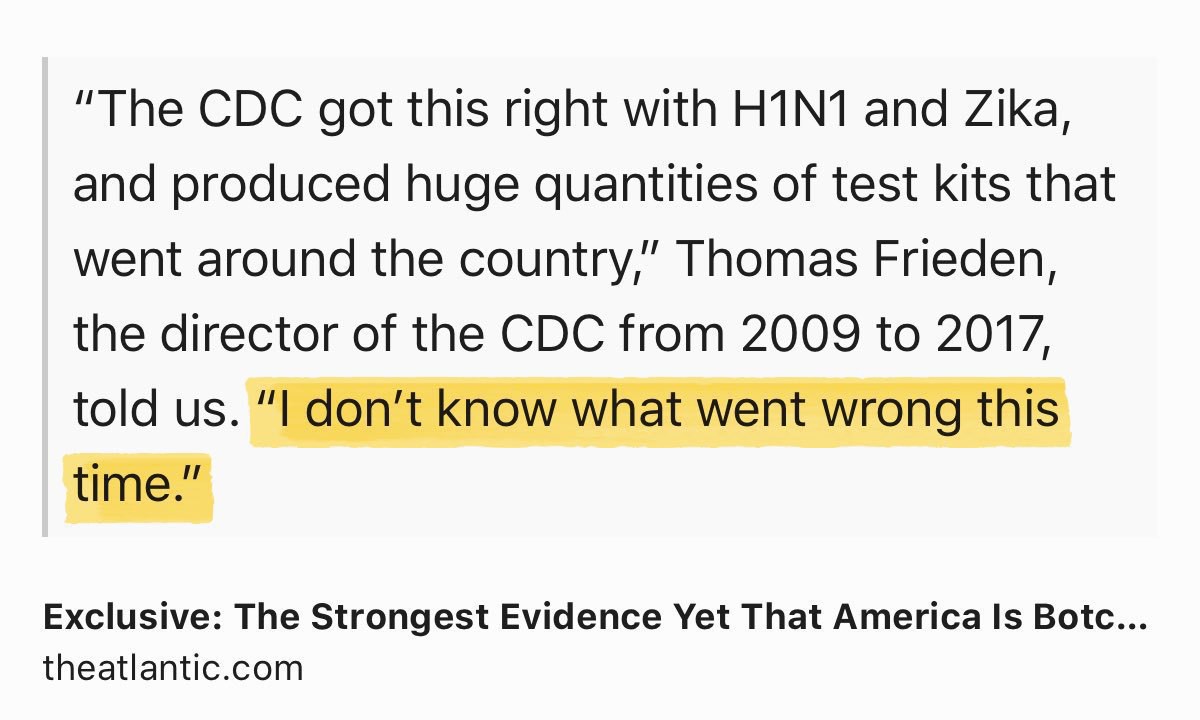 “The CDC got this right with H1N1 and Zika,
and produced huge quantities of test kits that
went around the country,” Thomas Frieden,
the director of the CDC from 2009 to 2017,
told us. “I don’t know what went wrong this
time.”
Exclusive: The Strongest Evidence Yet That America Is Botc...
theatlantic.com